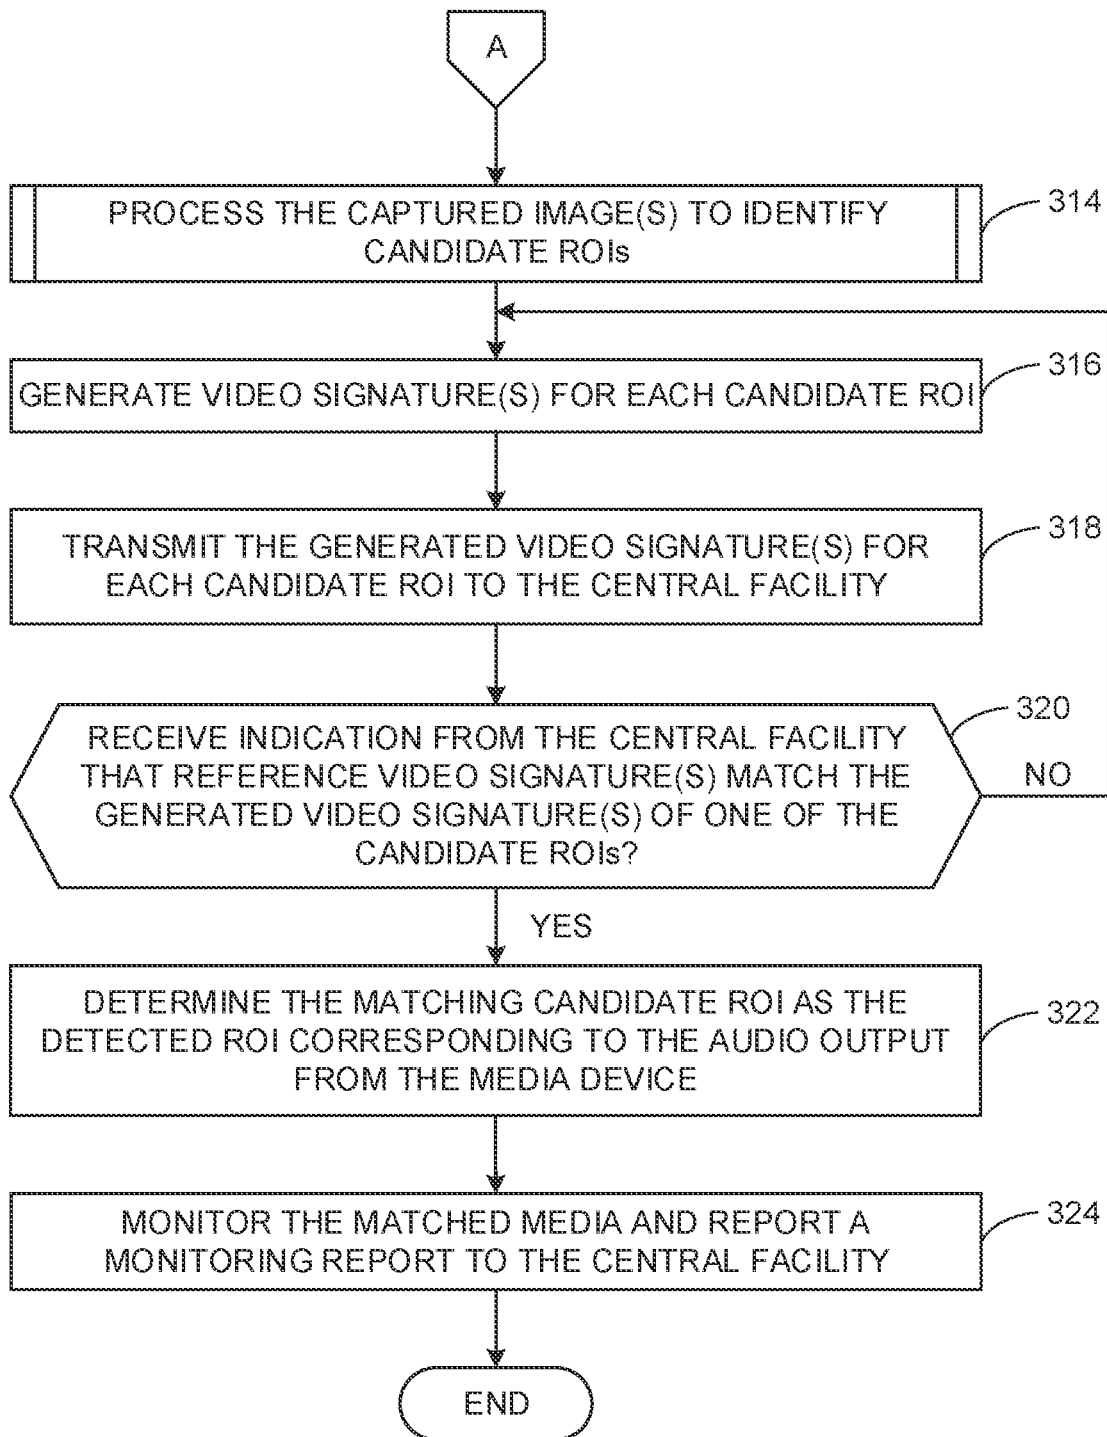 A
PROCESS THE CAPTURED IMAGE(S) TO IDENTIFY
CANDIDATE ROIs
314
GENERATE VIDEO SIGNATURE(S) FOR EACH CANDIDATE ROI
316
TRANSMIT THE GENERATED VIDEO SIGNATURE(S) FOR
EACH CANDIDATE ROI TO THE CENTRAL FACILITY
318
RECEIVE INDICATION FROM THE CENTRAL FACILITY
THAT REFERENCE VIDEO SIGNATURE(S) MATCH THE
GENERATED VIDEO SIGNATURE(S) OF ONE OF THE
CANDIDATE ROIs?
320
NO
YES
DETERMINE THE MATCHING CANDIDATE ROI AS THE
DETECTED ROI CORRESPONDING TO THE AUDIO OUTPUT
FROM THE MEDIA DEVICE
322
MONITOR THE MATCHED MEDIA AND REPORT A
MONITORING REPORT TO THE CENTRAL FACILITY
324
END